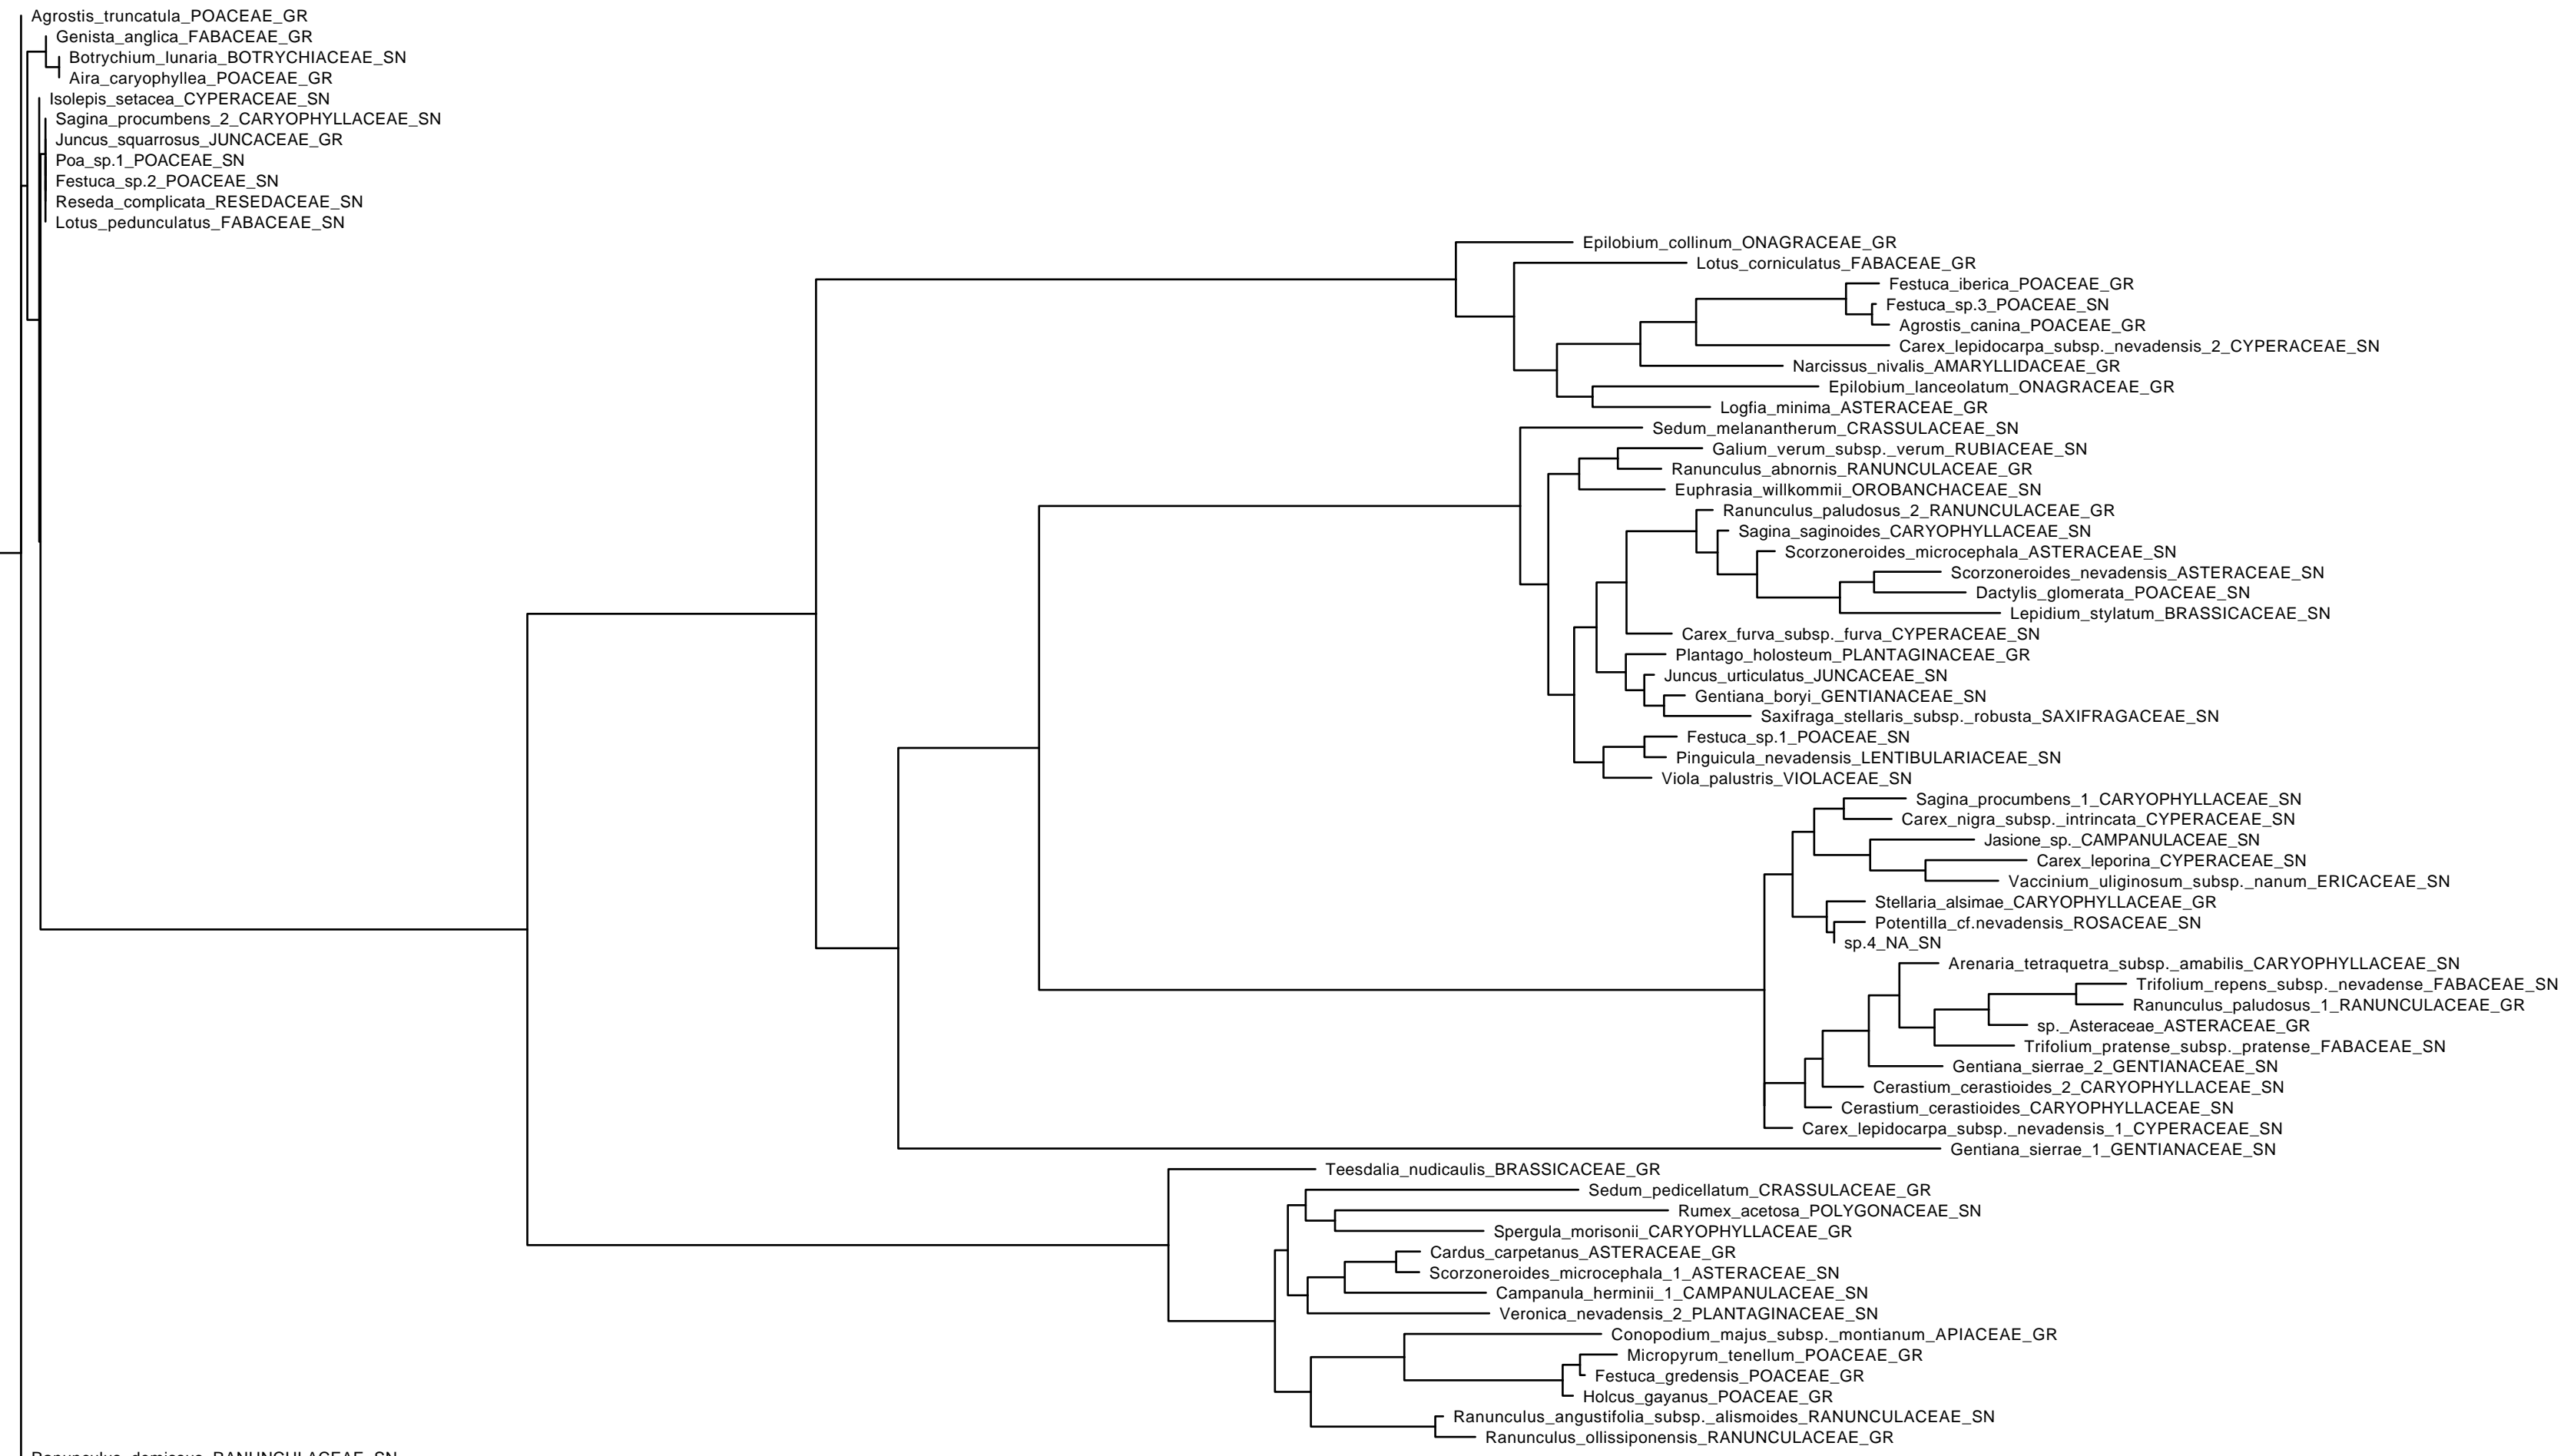 Agrostis_truncatula_POACEAE_GR
Genista_anglica_FABACEAE_GR
Botrychium_lunaria_BOTRYCHIACEAE_SN
Aira_caryophyllea_POACEAE_GR
Isolepis_setacea_CYPERACEAE_SN
Sagina_procumbens_2_CARYOPHYLLACEAE_SN
Juncus_squarrosus_JUNCACEAE_GR
Poa_sp.1_POACEAE_SN
Festuca_sp.2_POACEAE_SN
Reseda_complicata_RESEDACEAE_SN
Lotus_pedunculatus_FABACEAE_SN
Epilobium_collinum_ONAGRACEAE_GR
Lotus_corniculatus_FABACEAE_GR
Festuca_iberica_POACEAE_GR
Festuca_sp.3_POACEAE_SN
Agrostis_canina_POACEAE_GR
Carex_lepidocarpa_subsp._nevadensis_2_CYPERACEAE_SN
Narcissus_nivalis_AMARYLLIDACEAE_GR
Epilobium_lanceolatum_ONAGRACEAE_GR
Logfia_minima_ASTERACEAE_GR
Sedum_melanantherum_CRASSULACEAE_SN
Galium_verum_subsp._verum_RUBIACEAE_SN
Ranunculus_abnornis_RANUNCULACEAE_GR
Euphrasia_willkommii_OROBANCHACEAE_SN
Ranunculus_paludosus_2_RANUNCULACEAE_GR
Sagina_saginoides_CARYOPHYLLACEAE_SN
Scorzoneroides_microcephala_ASTERACEAE_SN
Scorzoneroides_nevadensis_ASTERACEAE_SN
Dactylis_glomerata_POACEAE_SN
Lepidium_stylatum_BRASSICACEAE_SN
Carex_furva_subsp._furva_CYPERACEAE_SN
Plantago_holosteum_PLANTAGINACEAE_GR
Juncus_urticulatus_JUNCACEAE_SN
Gentiana_boryi_GENTIANACEAE_SN
Saxifraga_stellaris_subsp._robusta_SAXIFRAGACEAE_SN
Festuca_sp.1_POACEAE_SN
Pinguicula_nevadensis_LENTIBULARIACEAE_SN
Viola_palustris_VIOLACEAE_SN
Sagina_procumbens_1_CARYOPHYLLACEAE_SN
Carex_nigra_subsp._intrincata_CYPERACEAE_SN
Jasione_sp._CAMPANULACEAE_SN
Carex_leporina_CYPERACEAE_SN
Vaccinium_uliginosum_subsp._nanum_ERICACEAE_SN
Stellaria_alsimae_CARYOPHYLLACEAE_GR
Potentilla_cf.nevadensis_ROSACEAE_SN
sp.4_NA_SN
Arenaria_tetraquetra_subsp._amabilis_CARYOPHYLLACEAE_SN
Trifolium_repens_subsp._nevadense_FABACEAE_SN
Ranunculus_paludosus_1_RANUNCULACEAE_GR
sp._Asteraceae_ASTERACEAE_GR
Trifolium_pratense_subsp._pratense_FABACEAE_SN
Gentiana_sierrae_2_GENTIANACEAE_SN
Cerastium_cerastioides_2_CARYOPHYLLACEAE_SN
Cerastium_cerastioides_CARYOPHYLLACEAE_SN
Carex_lepidocarpa_subsp._nevadensis_1_CYPERACEAE_SN
Gentiana_sierrae_1_GENTIANACEAE_SN
Teesdalia_nudicaulis_BRASSICACEAE_GR
Sedum_pedicellatum_CRASSULACEAE_GR
Rumex_acetosa_POLYGONACEAE_SN
Spergula_morisonii_CARYOPHYLLACEAE_GR
Cardus_carpetanus_ASTERACEAE_GR
Scorzoneroides_microcephala_1_ASTERACEAE_SN
Campanula_herminii_1_CAMPANULACEAE_SN
Veronica_nevadensis_2_PLANTAGINACEAE_SN
Conopodium_majus_subsp._montianum_APIACEAE_GR
Micropyrum_tenellum_POACEAE_GR
Festuca_gredensis_POACEAE_GR
Holcus_gayanus_POACEAE_GR
Ranunculus_angustifolia_subsp._alismoides_RANUNCULACEAE_SN
Ranunculus_ollissiponensis_RANUNCULACEAE_GR